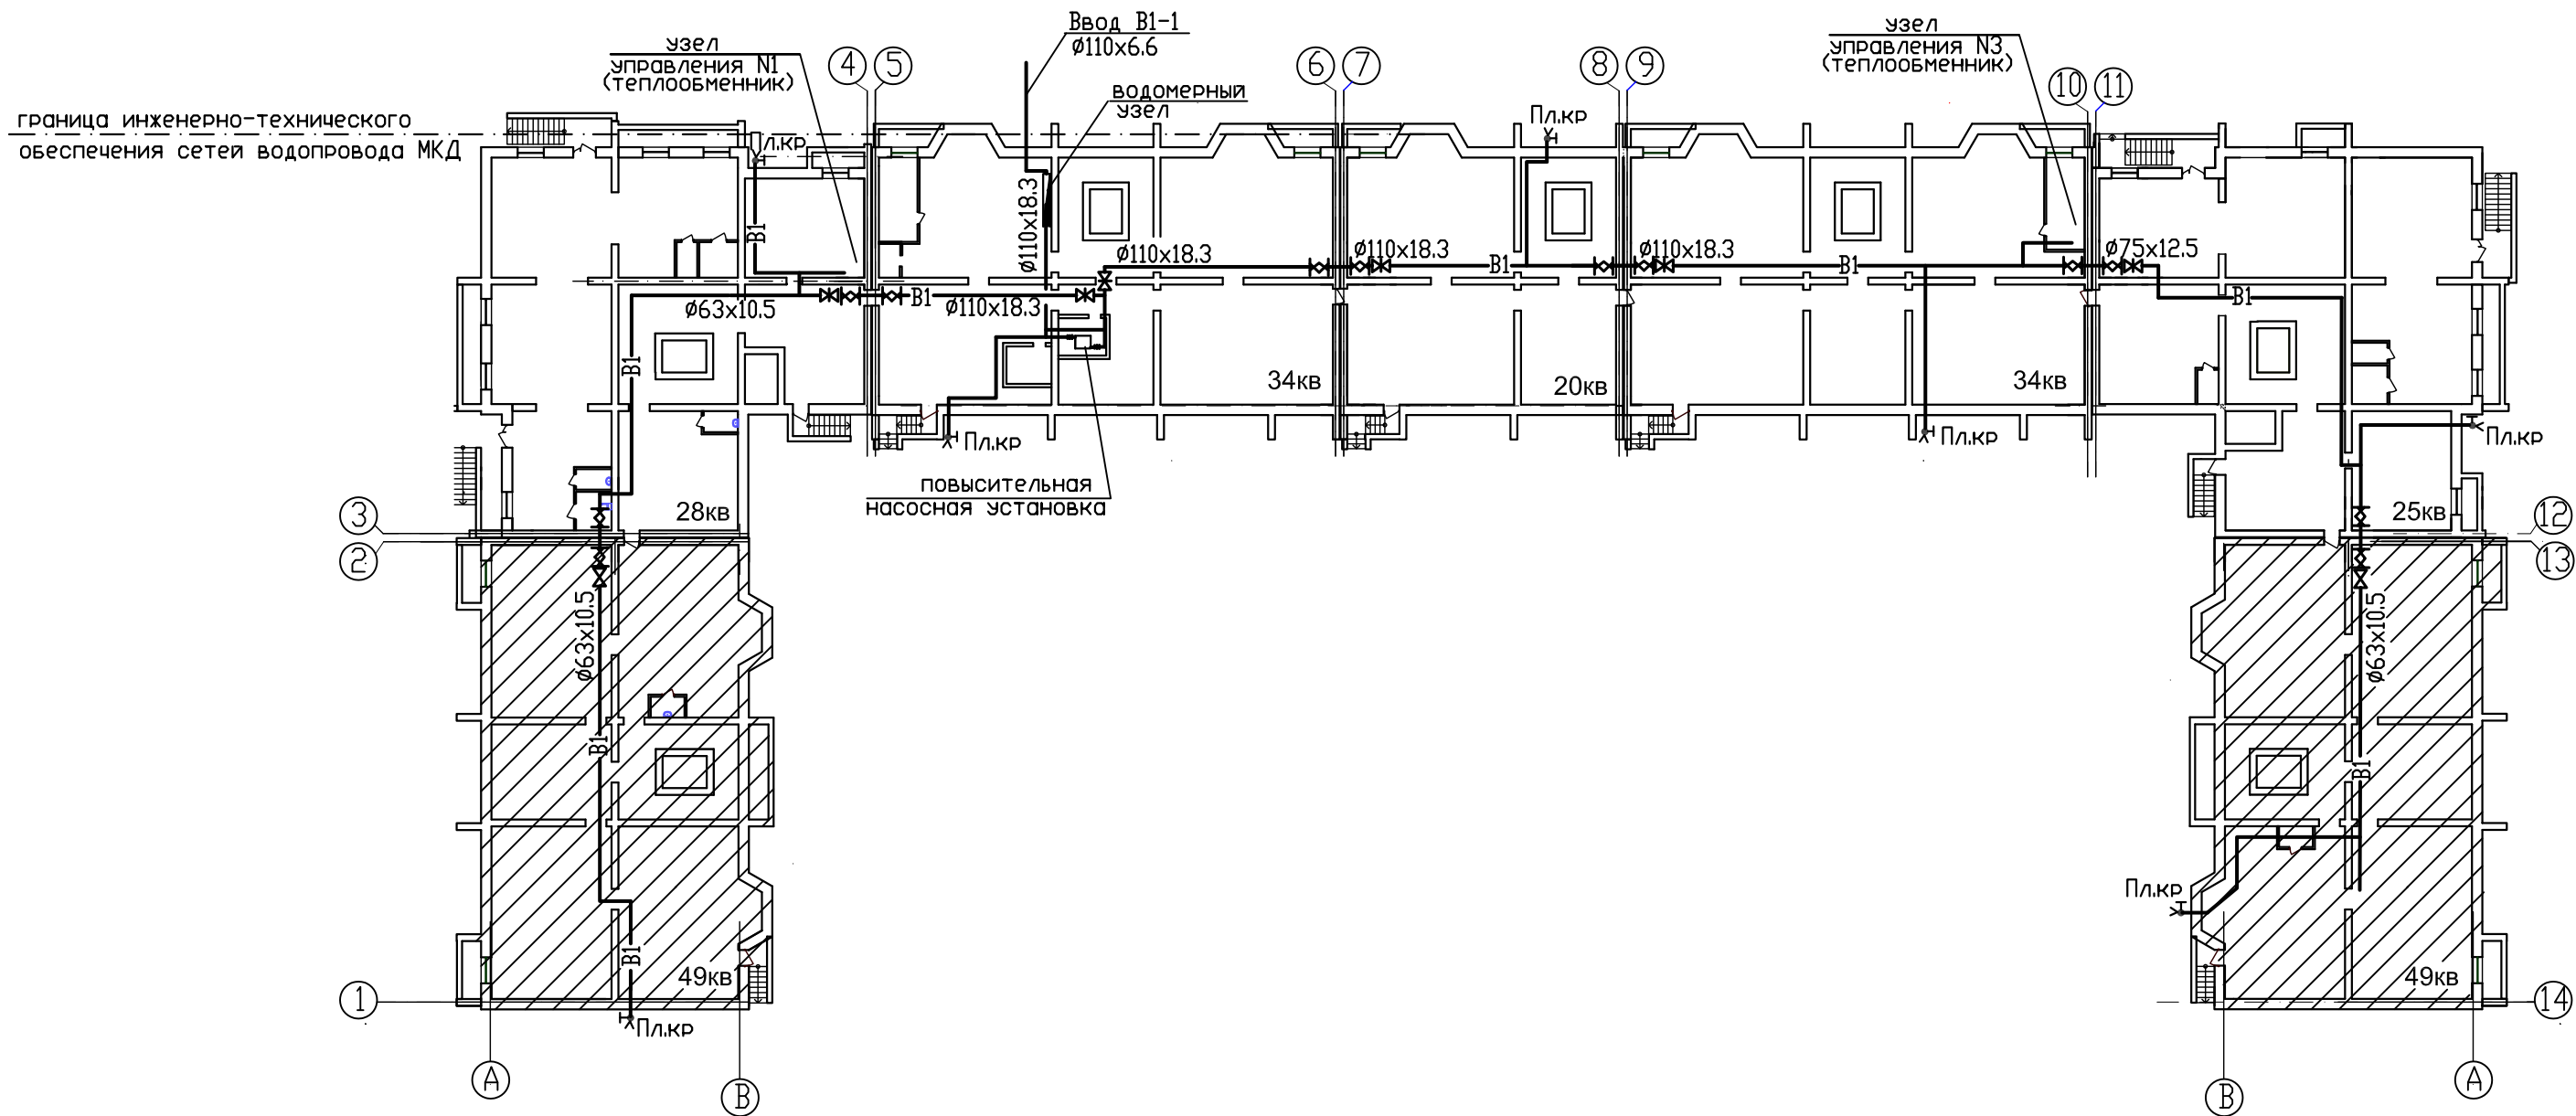 Ввод В1-1
ø110x6.6
узел
управления N1
(теплообменник)
4
5
6
7
8
9
узел
управления N3
(теплообменник)
10
11
водомерный
узел
граница инженерно-технического
обеспечения сетей водопровода МКД
л.кр
Пл.кр
В1
ø110x18.3
ø110x18.3
ø110x18.3
ø110x18.3
ø75x12.5
В1
В1
В1
ø63x10.5
В1
ø110x18.3
В1
34кв
20кв
34кв
Пл.кр
Пл.кр
Пл.кр
повысительная
насосная установка
28кв
25кв
3
2
12
13
ø63x10.5
ø63x10.5
В1
В1
Пл.кр
В1
49кв
49кв
1
14
Пл.кр
А
В
В
А